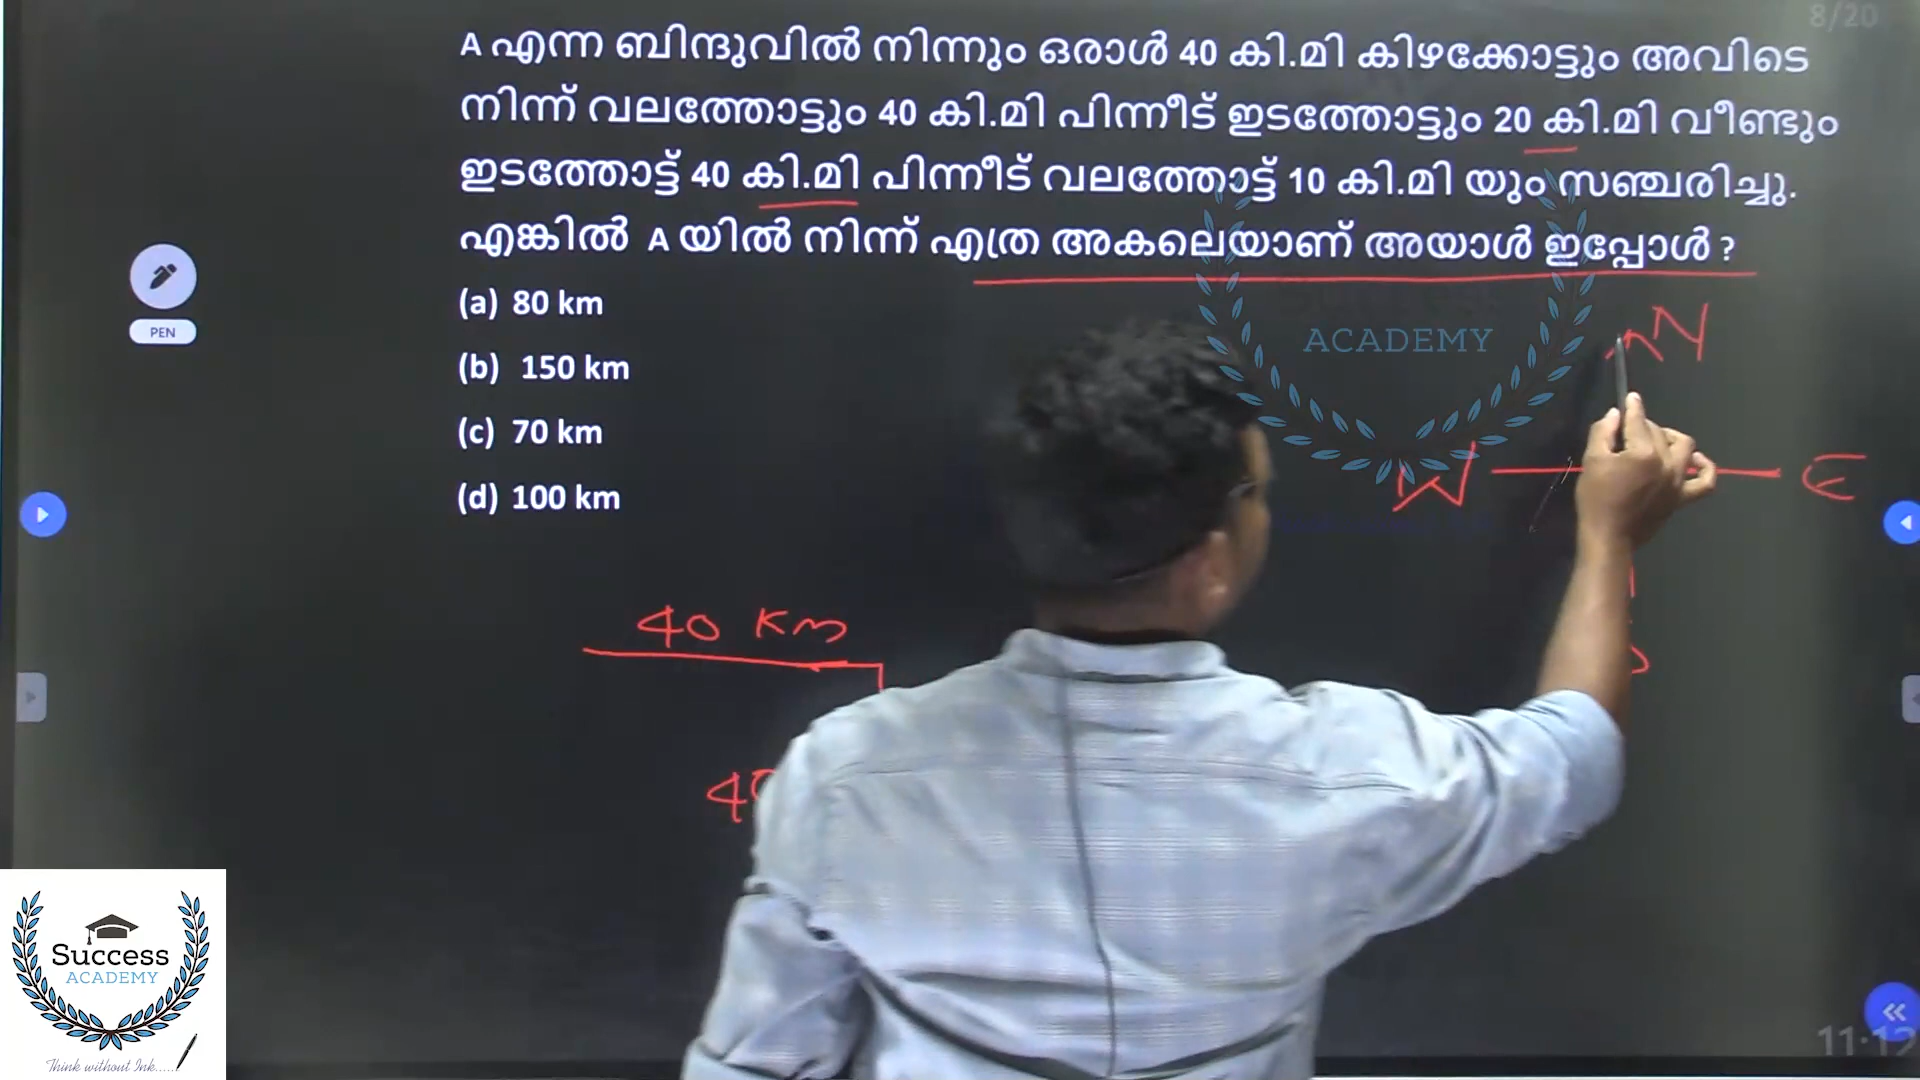 8/20
A എന്ന ബിന്ദുവിൽ നിന്നും ഒരാൾ 40 കി.മി കിഴക്കോട്ടും അവിടെ
നിന്ന് വലത്തോട്ടും 40 കി.മി പിന്നീട് ഇടത്തോട്ടും 20 കി.മി വീണ്ടും
ഇടത്തോട്ട് 40 കി.മി പിന്നീട് വലത്തോട്ട് 10 കി.മി യും സഞ്ചരിച്ചു.
എങ്കിൽ A യിൽ നിന്ന് എത്ര അകലെയാണ് അയാൾ ഇപ്പോൾ ?
(a) 80 km
(b) 150 km
(c) 70 km
(d) 100 km
ACADEMY
N
W
E
PEN
40 Km
Success
ACADEMY
Think without Ink......